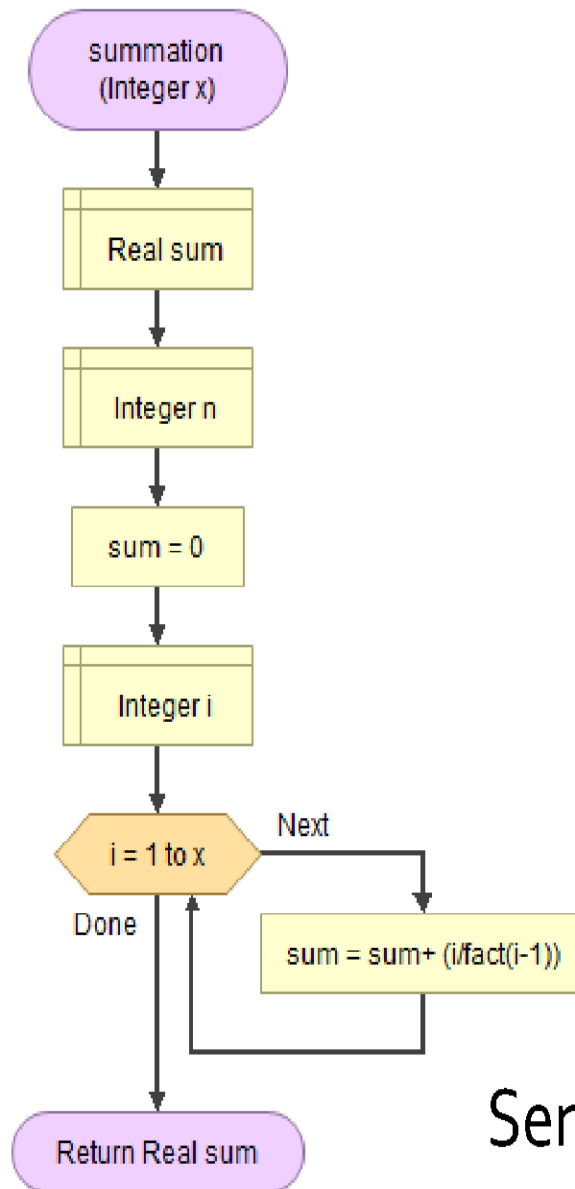 summation
(Integer x)
Real sum
Integer n
sum = 0
Integer i
i = 1 to x
Next
Done
sum = sum+ (i/fact(i-1))
Return Real sum
Ser